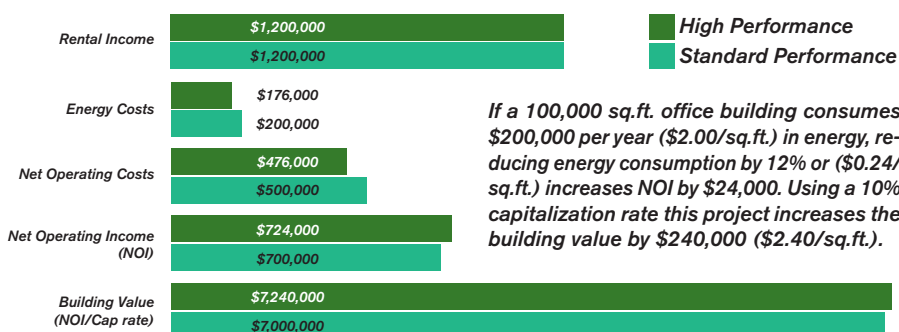 Rental Income
$1,200,000
$1,200,000
High Performance
Standard Performance
Energy Costs
$176,000
$200,000
If a 100,000 sq.ft. office building consumes
$200,000 per year ($2.00/sq.ft.) in energy, re-
ducing energy consumption by 12% or ($0.24/
sq.ft.) increases NOI by $24,000. Using a 10%
capitalization rate this project increases the
building value by $240,000 ($2.40/sq.ft.).
Net Operating Costs
$476,000
$500,000
Net Operating Income
(NOI)
$724,000
$700,000
Building Value
(NOI/Cap rate)
$7,240,000
$7,000,000